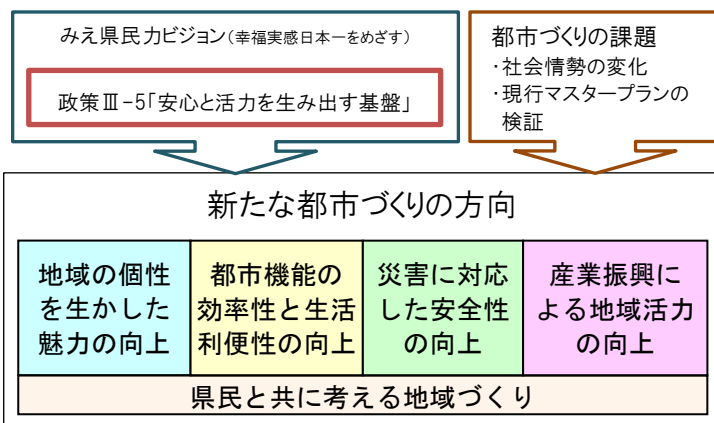 みえ県民力ビジョン(幸福実感日本一をめざす)
政策Ⅲ-5「安心と活力を生み出す基盤」
都市づくりの課題
・社会情勢の変化
・現行マスタープランの
検証
新たな都市づくりの方向
地域の個性
を生かした
魅力の向上
都市機能の
効率性と生活
利便性の向上
災害に対応
した安全性
の向上
産業振興に
よる地域活力
の向上
県民と共に考える地域づくり